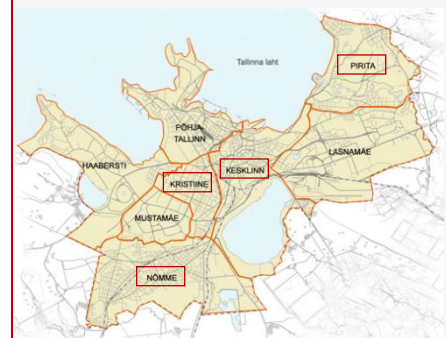 Tallinna laht
PIRITA
PÕHJA-
TALLINN
LASNAMÄE
HAABERSTI
KESKLINN
KRISTIINE
MUSTAMÄE
NÕMME